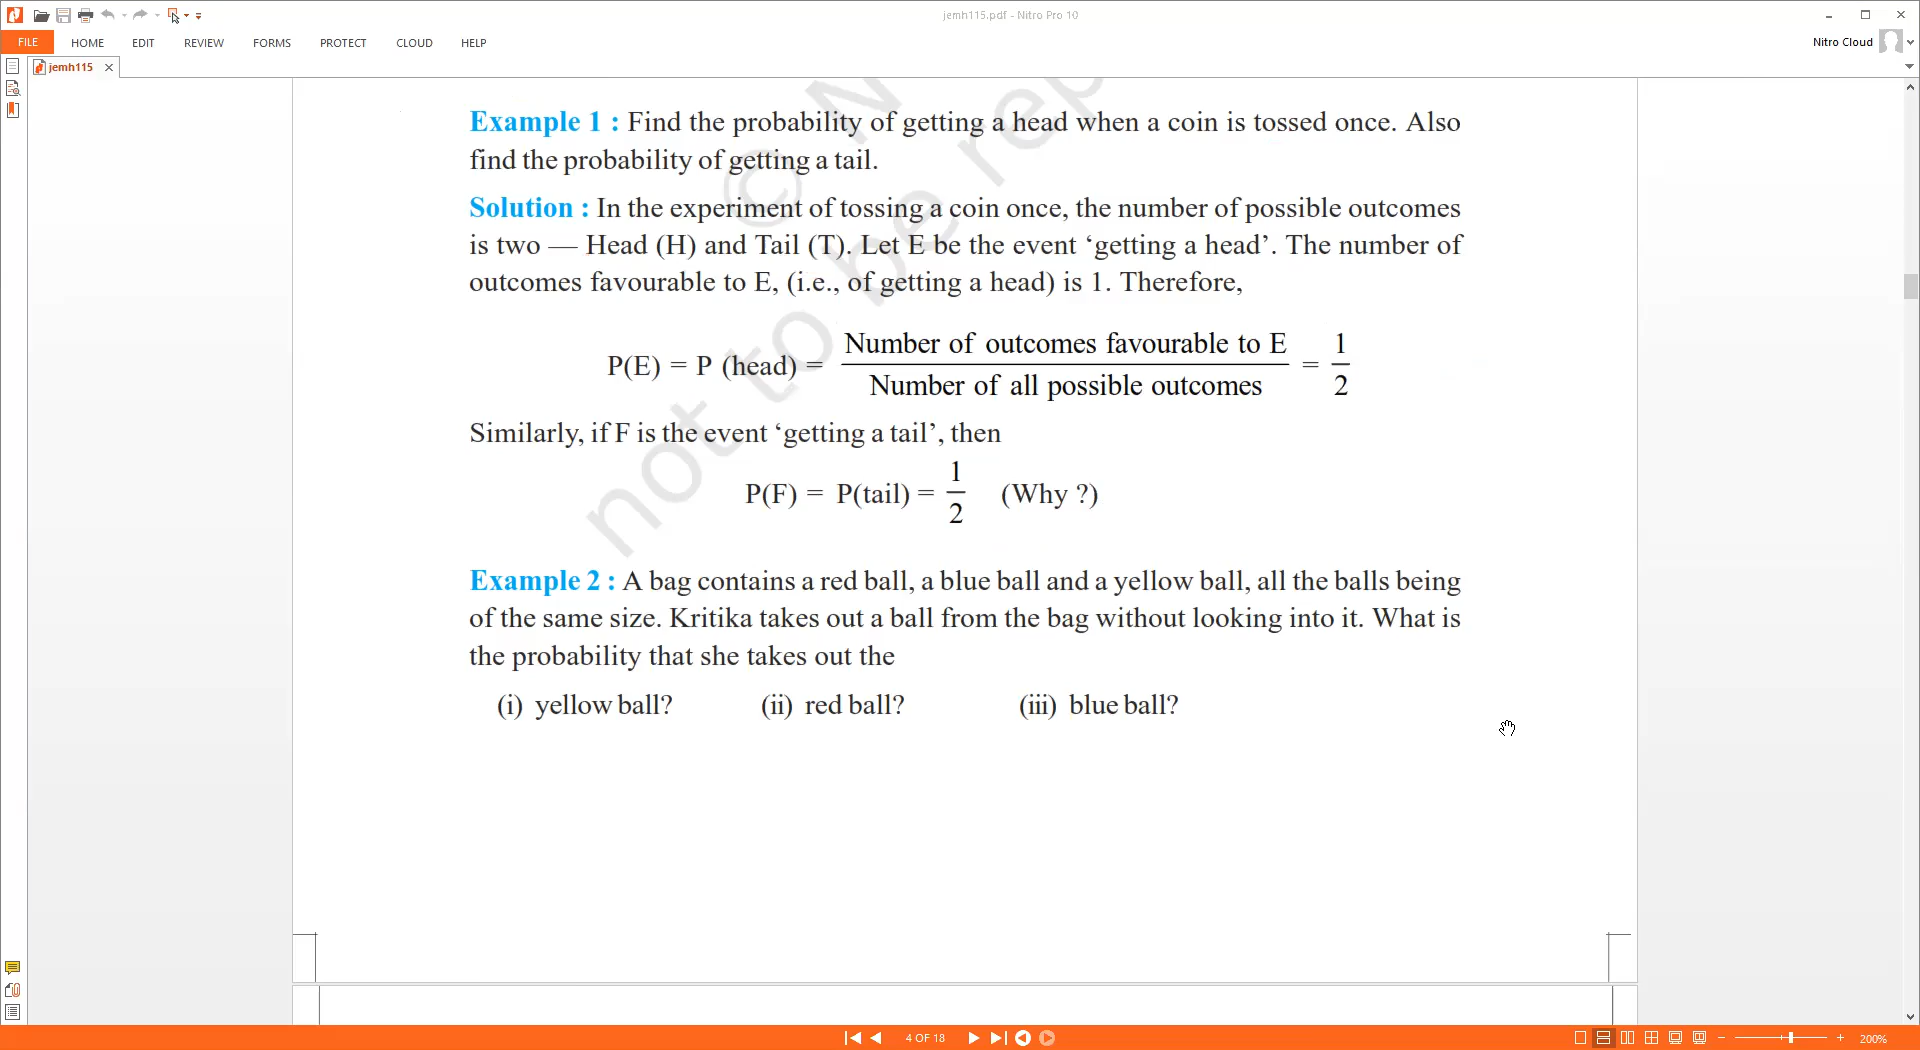 jemh115.pdf - Nitro Pro 10
FILE HOME EDIT REVIEW FORMS PROTECT CLOUD HELP
Nitro Cloud
jemh115
© N
not to be rep
Example 1 : Find the probability of getting a head when a coin is tossed once. Also
find the probability of getting a tail.
Solution : In the experiment of tossing a coin once, the number of possible outcomes
is two — Head (H) and Tail (T). Let E be the event ‘getting a head’. The number of
outcomes favourable to E, (i.e., of getting a head) is 1. Therefore,
P(E) = P (head) = Number of outcomes favourable to E / Number of all possible outcomes = 1/2
Similarly, if F is the event ‘getting a tail’, then
P(F) = P(tail) = 1/2 (Why ?)
Example 2 : A bag contains a red ball, a blue ball and a yellow ball, all the balls being
of the same size. Kritika takes out a ball from the bag without looking into it. What is
the probability that she takes out the
(i) yellow ball? (ii) red ball? (iii) blue ball?
4 OF 18
200%